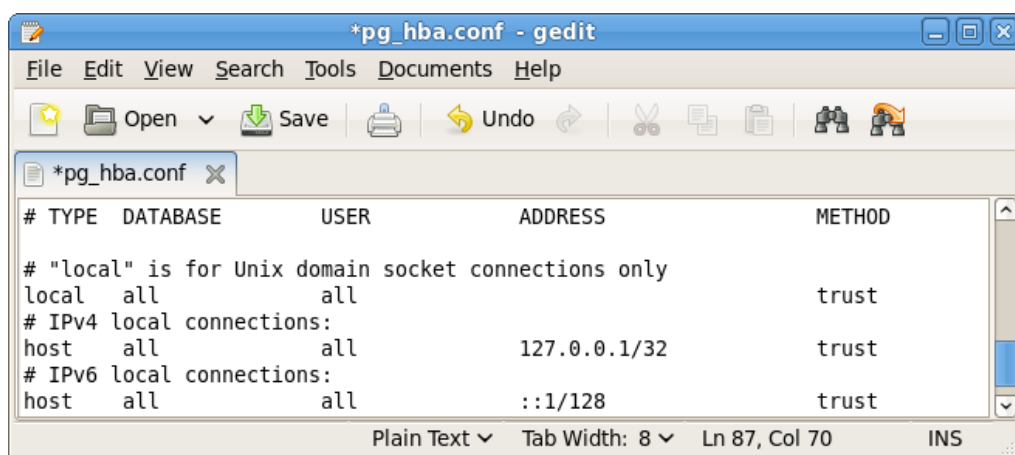 *pg_hba.conf - gedit
File Edit View Search Tools Documents Help
Open Save Undo
*pg_hba.conf
# TYPE  DATABASE        USER            ADDRESS                 METHOD
# "local" is for Unix domain socket connections only
local   all             all                                     trust
# IPv4 local connections:
host    all             all             127.0.0.1/32            trust
# IPv6 local connections:
host    all             all             ::1/128                 trust
Plain Text Tab Width: 8 Ln 87, Col 70 INS